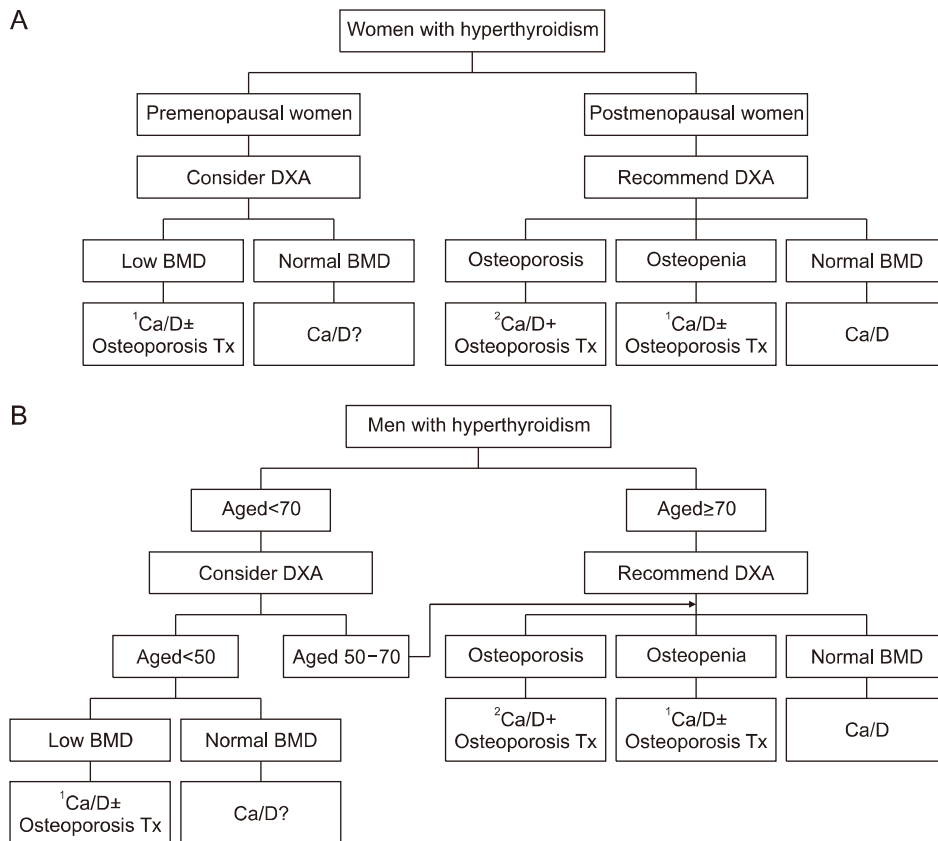 A
Women with hyperthyroidism
Premenopausal women
Postmenopausal women
Consider DXA
Recommend DXA
Low BMD
Normal BMD
Osteoporosis
Osteopenia
Normal BMD
¹Ca/D±
Osteoporosis Tx
Ca/D?
²Ca/D+
Osteoporosis Tx
¹Ca/D±
Osteoporosis Tx
Ca/D
B
Men with hyperthyroidism
Aged<70
Aged≥70
Consider DXA
Recommend DXA
Aged<50
Aged 50−70
Osteoporosis
Osteopenia
Normal BMD
²Ca/D+
Osteoporosis Tx
¹Ca/D±
Osteoporosis Tx
Ca/D
Low BMD
Normal BMD
¹Ca/D±
Osteoporosis Tx
Ca/D?